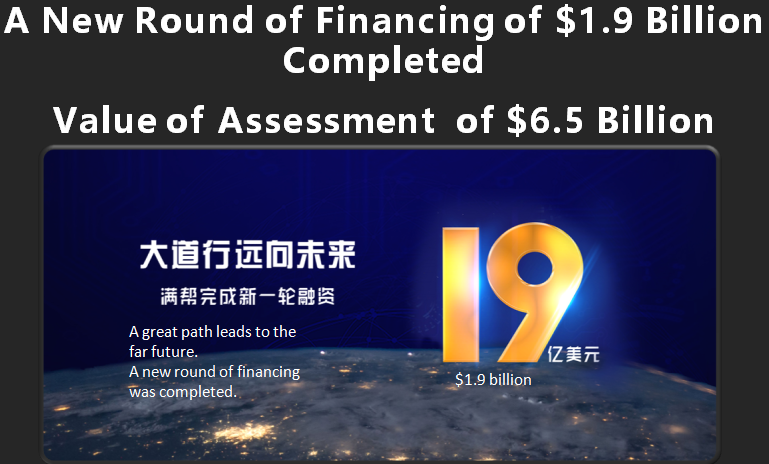 A New Round of Financing of $1.9 Billion
Completed
Value of Assessment of $6.5 Billion
大道行远向未来
满帮完成新一轮融资
A great path leads to the
far future.
A new round of financing
was completed.
19
亿美元
$1.9 billion